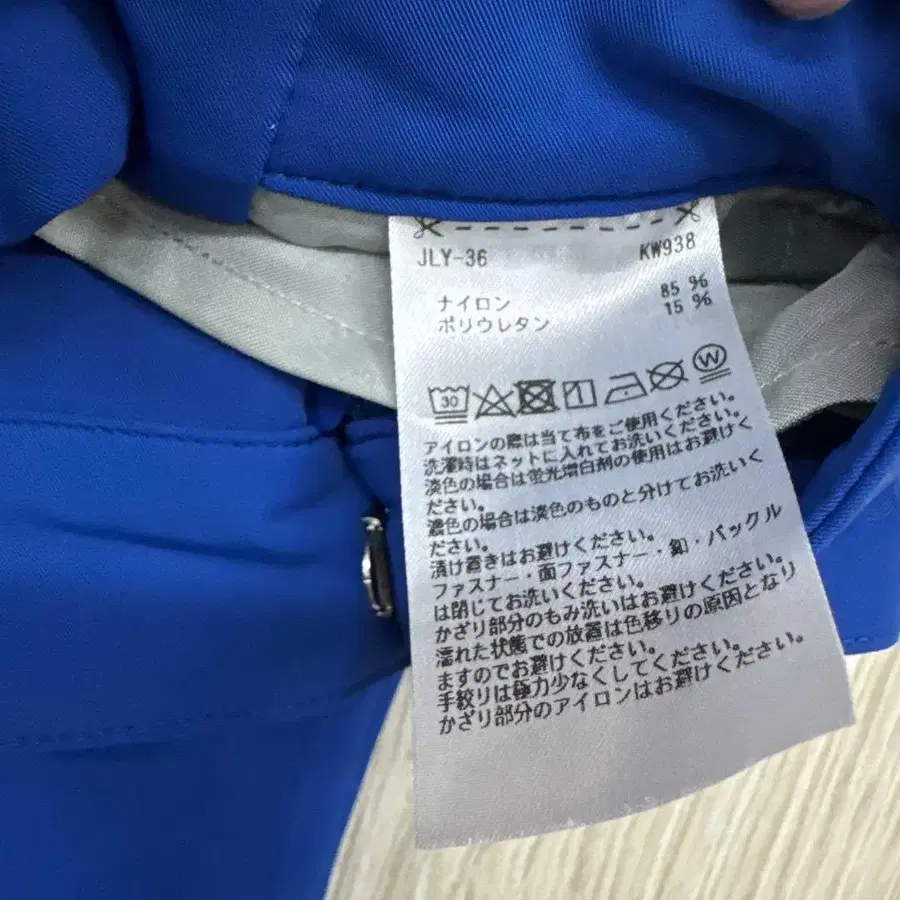 JLY-36 KW938
ナイロン 85 %
ポリウレタン 15 %
30 W
アイロンの際は当て布をご使用ください。
洗濯時はネットに入れてお洗いください。
淡色の場合は蛍光増白剤の使用はお避けく
ださい。
濃色の場合は淡色のものと分けてお洗いく
ださい。
漬け置きはお避けください。
ファスナー・面ファスナー・釦・バックル
は閉じてお洗いください。
かざり部分のもみ洗いはお避けください。
濡れた状態での放置は色移りの原因となり
ますのでお避けください。
手絞りは極力少なくしてください。
かざり部分のアイロンはお避けください。